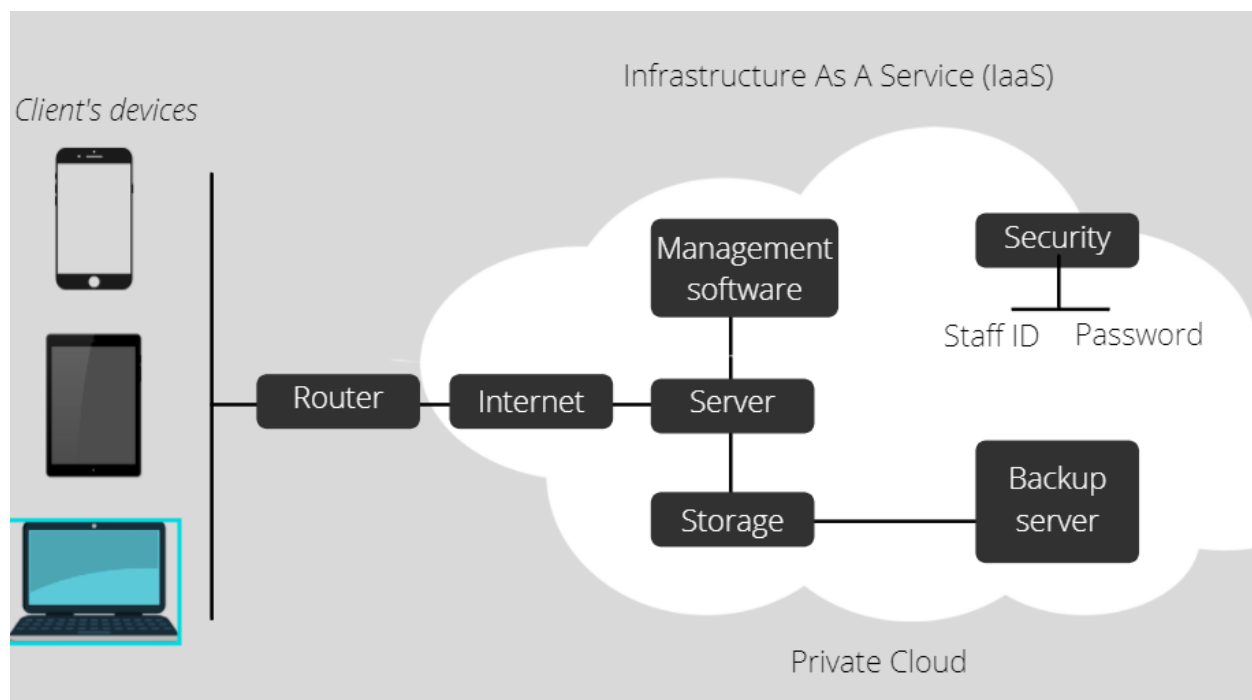 Infrastructure As A Service (IaaS)
Client's devices
Management
software
Security
Staff ID
Password
Router
Internet
Server
Storage
Backup
server
Private Cloud